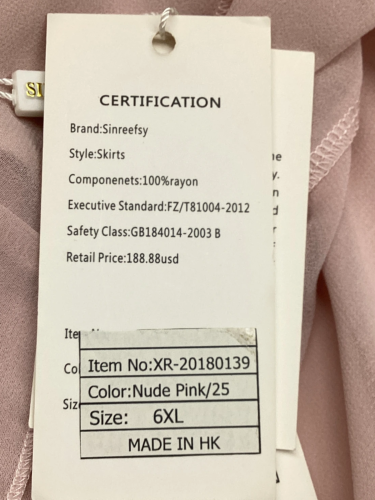 CERTIFICATION
Brand:Sinreefsy
Style:Skirts
Componenets:100%rayon
Executive Standard:FZ/T81004-2012
Safety Class:GB184014-2003 B
Retail Price:188.88usd
Item No:XR-20180139
Color:Nude Pink/25
Size: 6XL
MADE IN HK